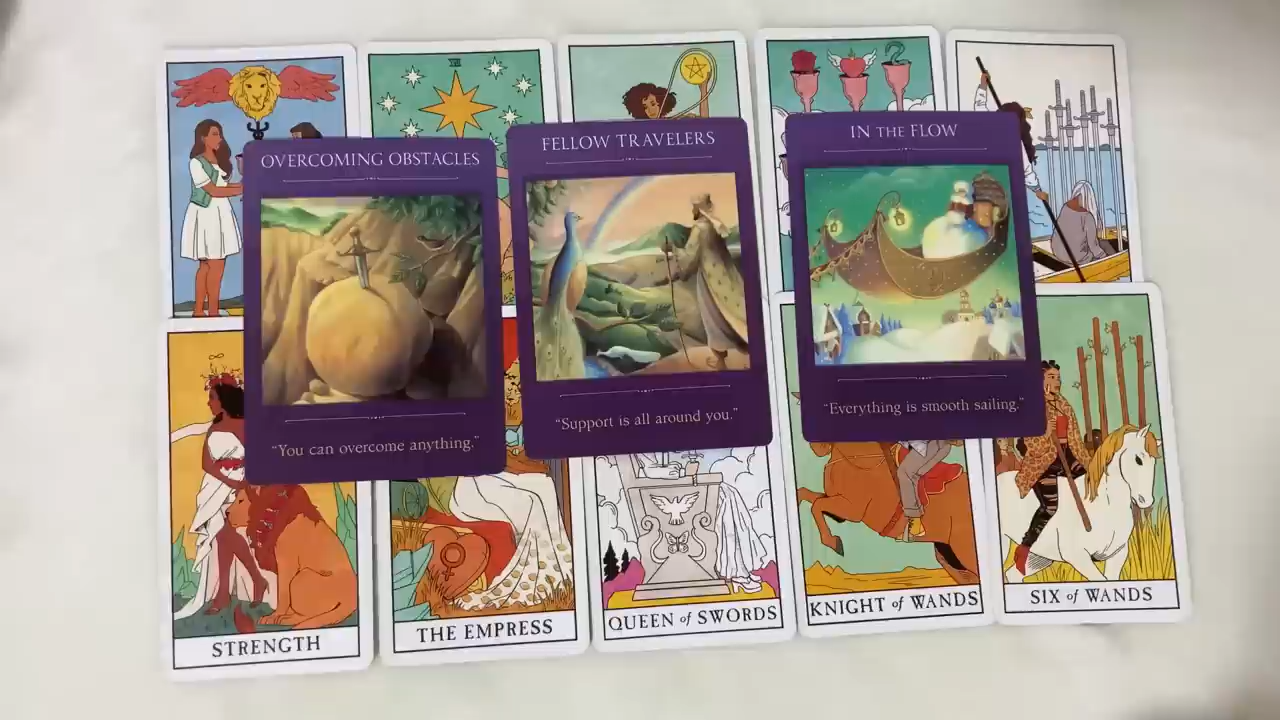 XVII
OVERCOMING OBSTACLES
"You can overcome anything."
FELLOW TRAVELERS
"Support is all around you."
IN THE FLOW
"Everything is smooth sailing."
STRENGTH
THE EMPRESS
QUEEN of SWORDS
KNIGHT of WANDS
SIX of WANDS